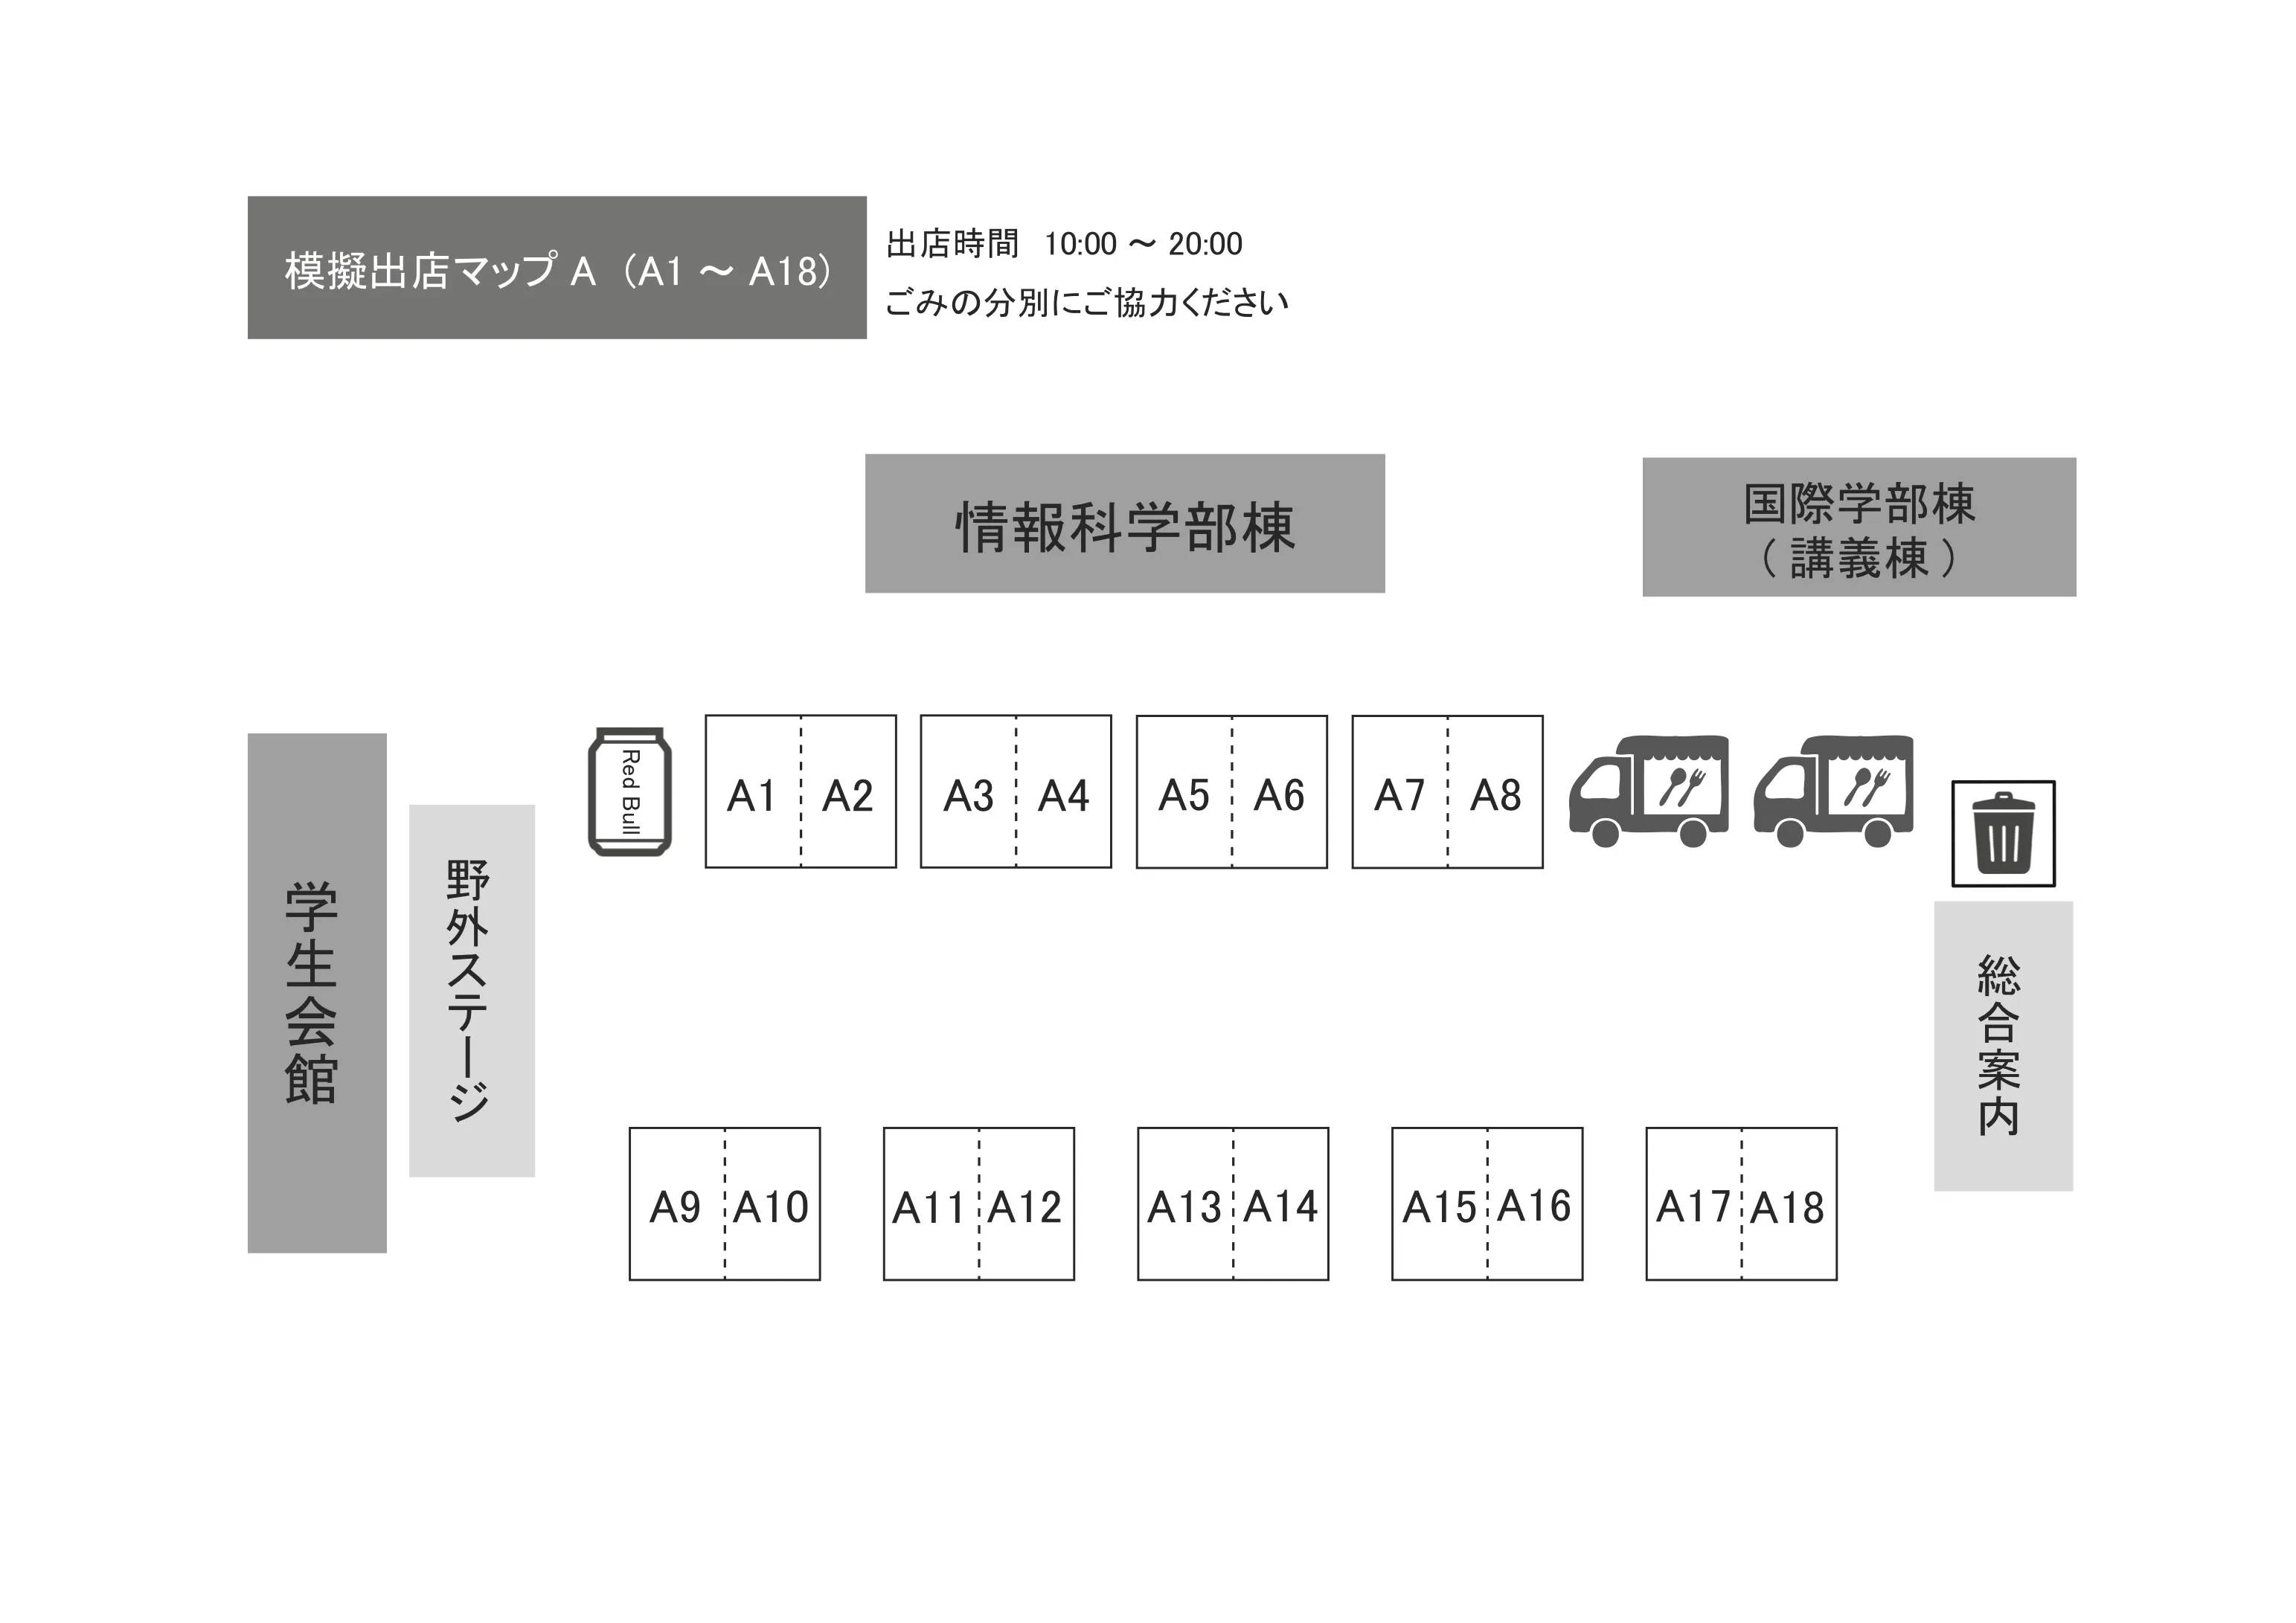 模擬出店マップ A （A1 ～ A18）
出店時間　10:00 ～ 20:00
ごみの分別にご協力ください
情報科学部棟
国際学部棟
（ 講義棟 ）
学生会館
野外ステージ
Red Bull
A1 A2 A3 A4 A5 A6 A7 A8
総合案内
A9 A10 A11 A12 A13 A14 A15 A16 A17 A18